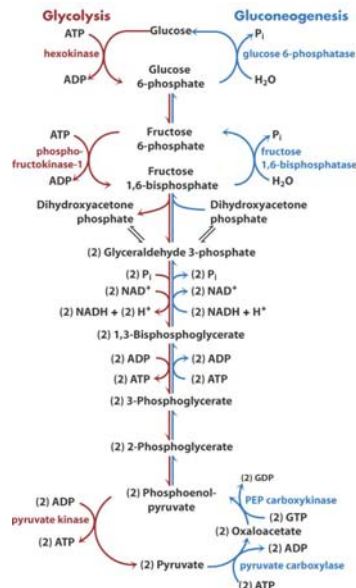 Glycolysis
Gluconeogenesis
ATP
Glucose
Pi
hexokinase
glucose 6-phosphatase
ADP
Glucose
6-phosphate
H2O
ATP
Fructose
6-phosphate
Pi
phospho-
fructokinase-1
fructose
1,6-bisphosphatase
ADP
Fructose
1,6-bisphosphate
H2O
Dihydroxyacetone
phosphate
Dihydroxyacetone
phosphate
(2) Glyceraldehyde 3-phosphate
(2) Pi
(2) Pi
(2) NAD+
(2) NAD+
(2) NADH + (2) H+
(2) NADH + H+
(2) 1,3-Bisphosphoglycerate
(2) ADP
(2) ADP
(2) ATP
(2) ATP
(2) 3-Phosphoglycerate
(2) 2-Phosphoglycerate
(2) GDP
(2) ADP
(2) Phosphoenol-
pyruvate
PEP carboxykinase
pyruvate kinase
(2) GTP
(2) Oxaloacetate
(2) ATP
(2) ADP
(2) Pyruvate
pyruvate carboxylase
(2) ATP